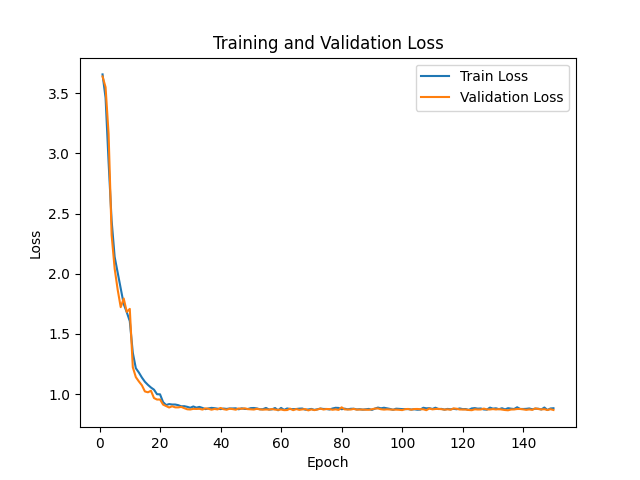 Training and Validation Loss
Train Loss
Validation Loss
3.5
3.0
2.5
2.0
1.5
1.0
Loss
0 20 40 60 80 100 120 140
Epoch